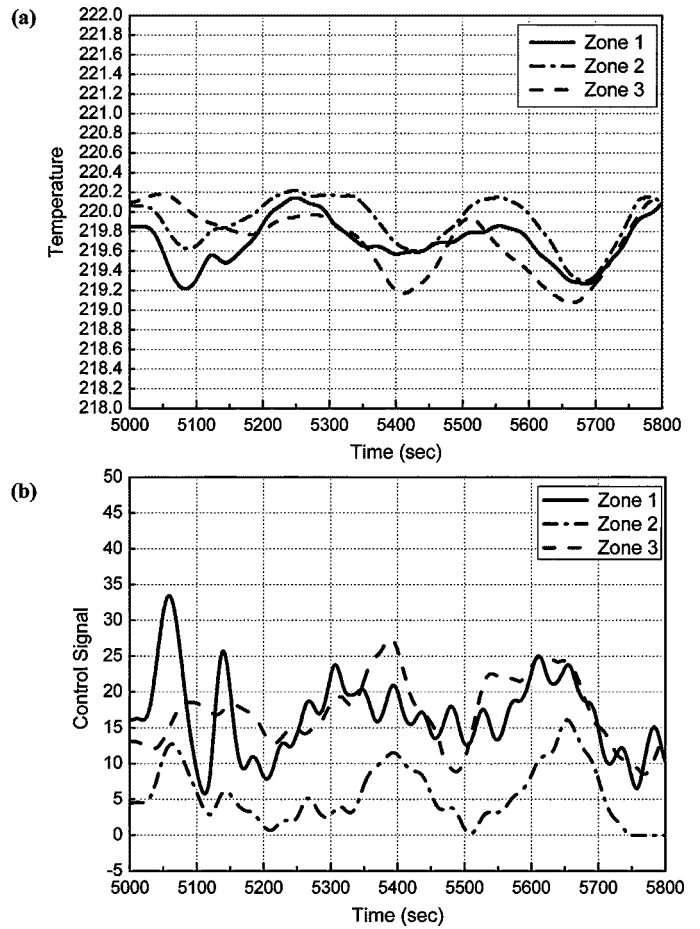 (a)
222.0
221.8
221.6
221.4
221.2
221.0
220.8
220.6
220.4
220.2
220.0
219.8
219.6
219.4
219.2
219.0
218.8
218.6
218.4
218.2
218.0
Temperature
Zone 1
Zone 2
Zone 3
5000 5100 5200 5300 5400 5500 5600 5700 5800
Time (sec)
(b)
50
45
40
35
30
25
20
15
10
5
0
-5
Control Signal
Zone 1
Zone 2
Zone 3
5000 5100 5200 5300 5400 5500 5600 5700 5800
Time (sec)